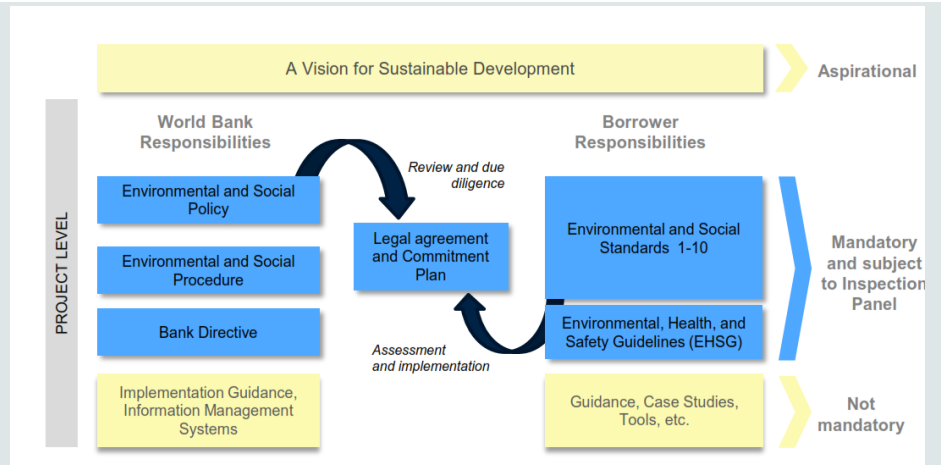 A Vision for Sustainable Development
Aspirational
World Bank
Responsibilities
Borrower
Responsibilities
PROJECT LEVEL
Environmental and Social
Policy
Environmental and Social
Procedure
Bank Directive
Implementation Guidance,
Information Management
Systems
Review and due
diligence
Legal agreement
and Commitment
Plan
Assessment
and implementation
Environmental and Social
Standards 1-10
Environmental, Health, and
Safety Guidelines (EHSG)
Guidance, Case Studies,
Tools, etc.
Mandatory
and subject
to Inspection
Panel
Not
mandatory